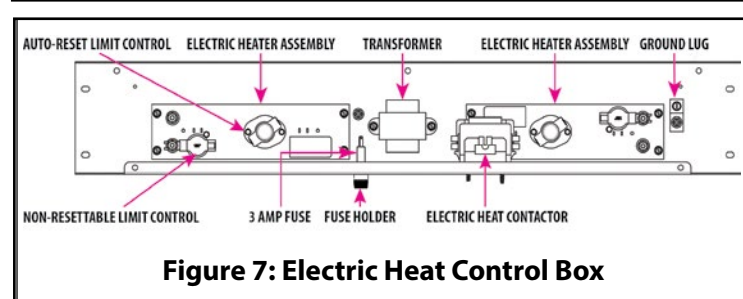 AUTO-RESET LIMIT CONTROL ELECTRIC HEATER ASSEMBLY TRANSFORMER ELECTRIC HEATER ASSEMBLY GROUND LUG
NON-RESETTABLE LIMIT CONTROL 3 AMP FUSE FUSE HOLDER ELECTRIC HEAT CONTACTOR
Figure 7: Electric Heat Control Box